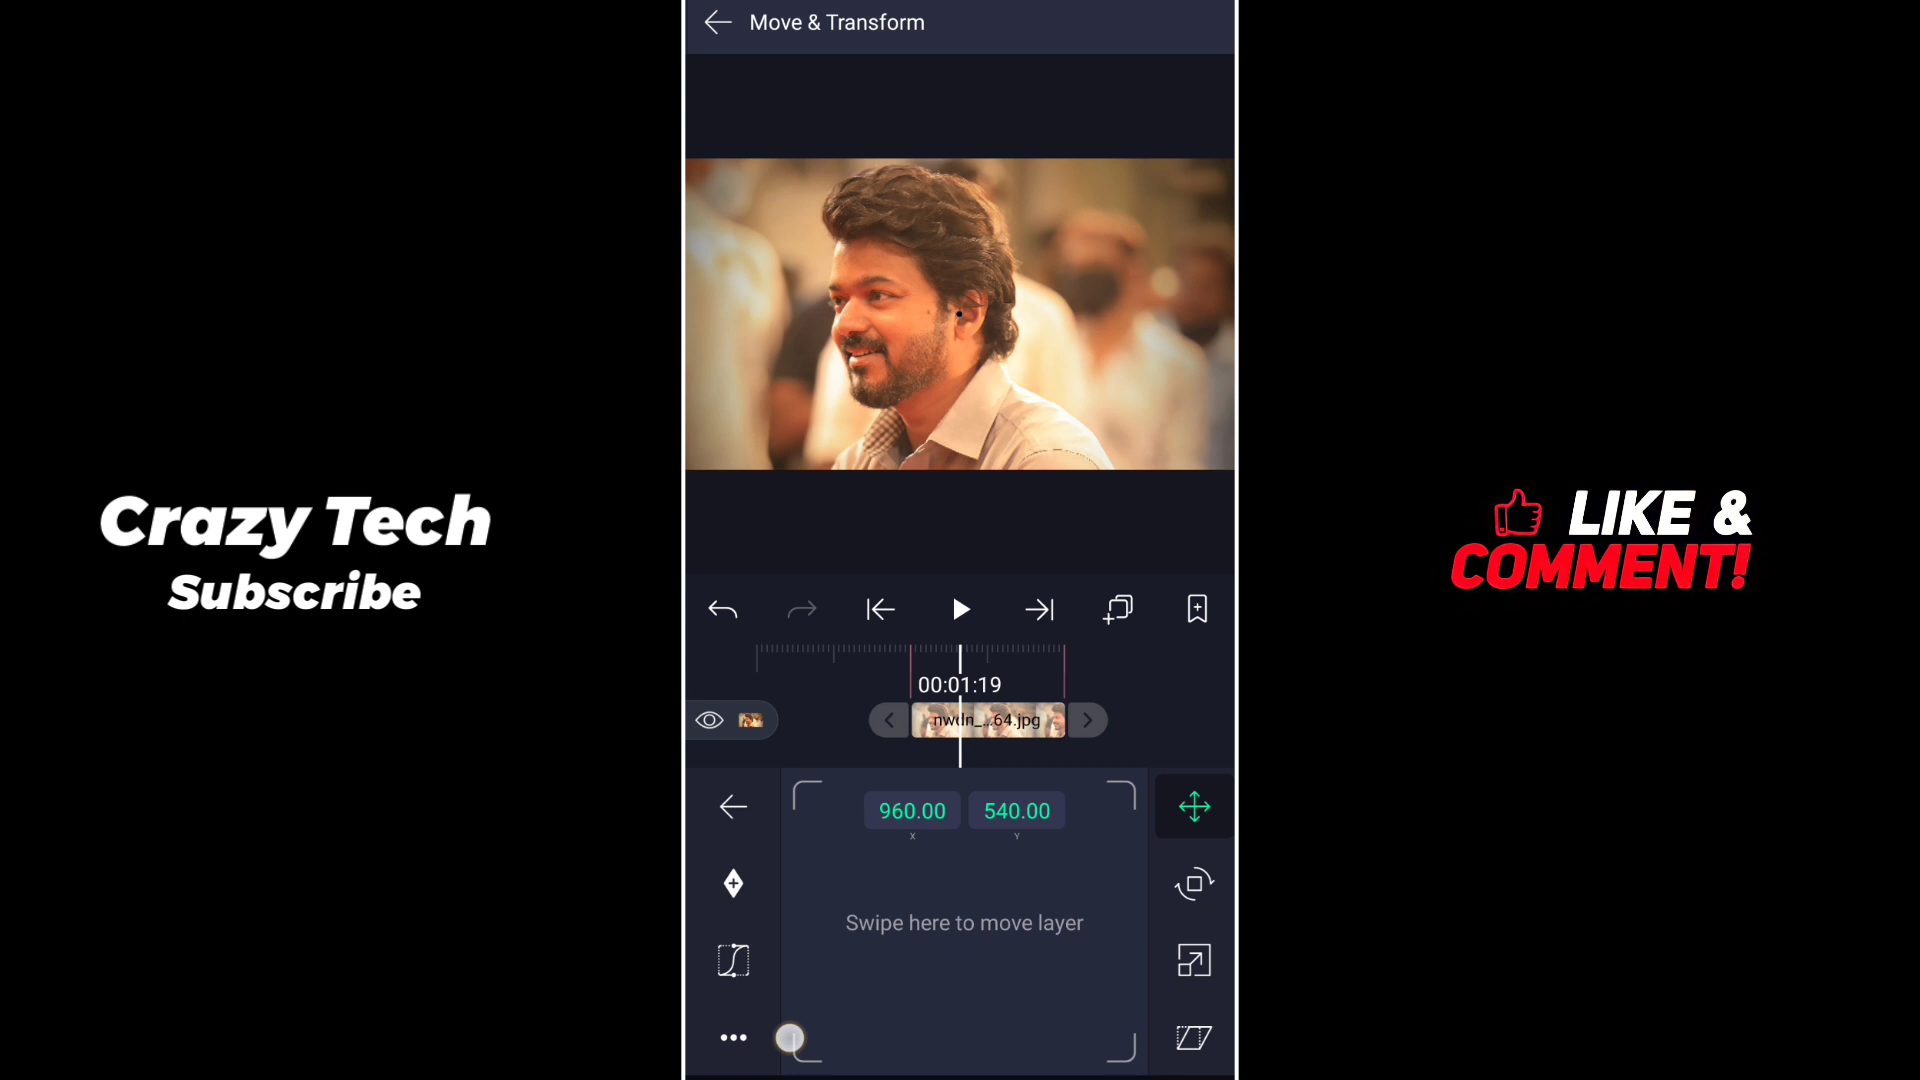 Move & Transform
Crazy Tech
Subscribe
LIKE &
COMMENT!
00:01:19
nwdn_...64.jpg
960.00 540.00
X Y
Swipe here to move layer